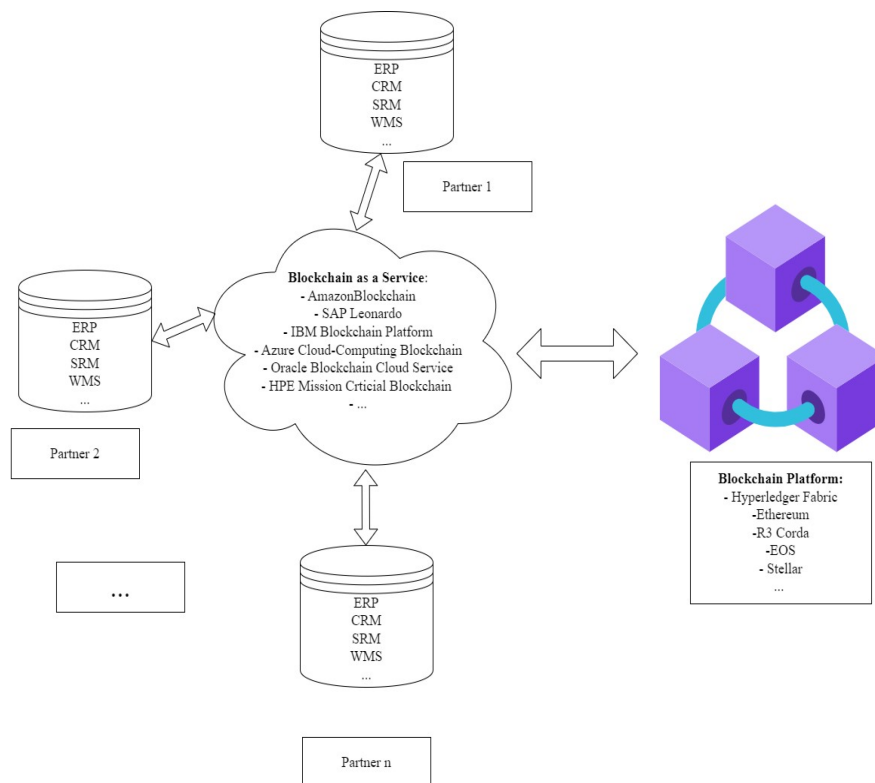 ERP
CRM
SRM
WMS
...
Partner 1
Blockchain as a Service:
- AmazonBlockchain
- SAP Leonardo
- IBM Blockchain Platform
- Azure Cloud-Computing Blockchain
- Oracle Blockchain Cloud Service
- HPE Mission Crticial Blockchain
- ...
ERP
CRM
SRM
WMS
...
Partner 2
Blockchain Platform:
- Hyperledger Fabric
-Ethereum
-R3 Corda
-EOS
- Stellar
...
...
ERP
CRM
SRM
WMS
...
Partner n